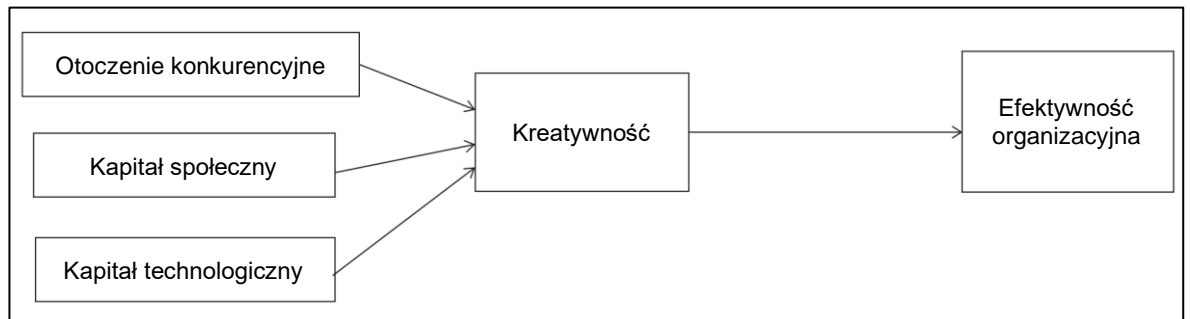 Otoczenie konkurencyjne
Kapitał społeczny
Kapitał technologiczny
Kreatywność
Efektywność
organizacyjna